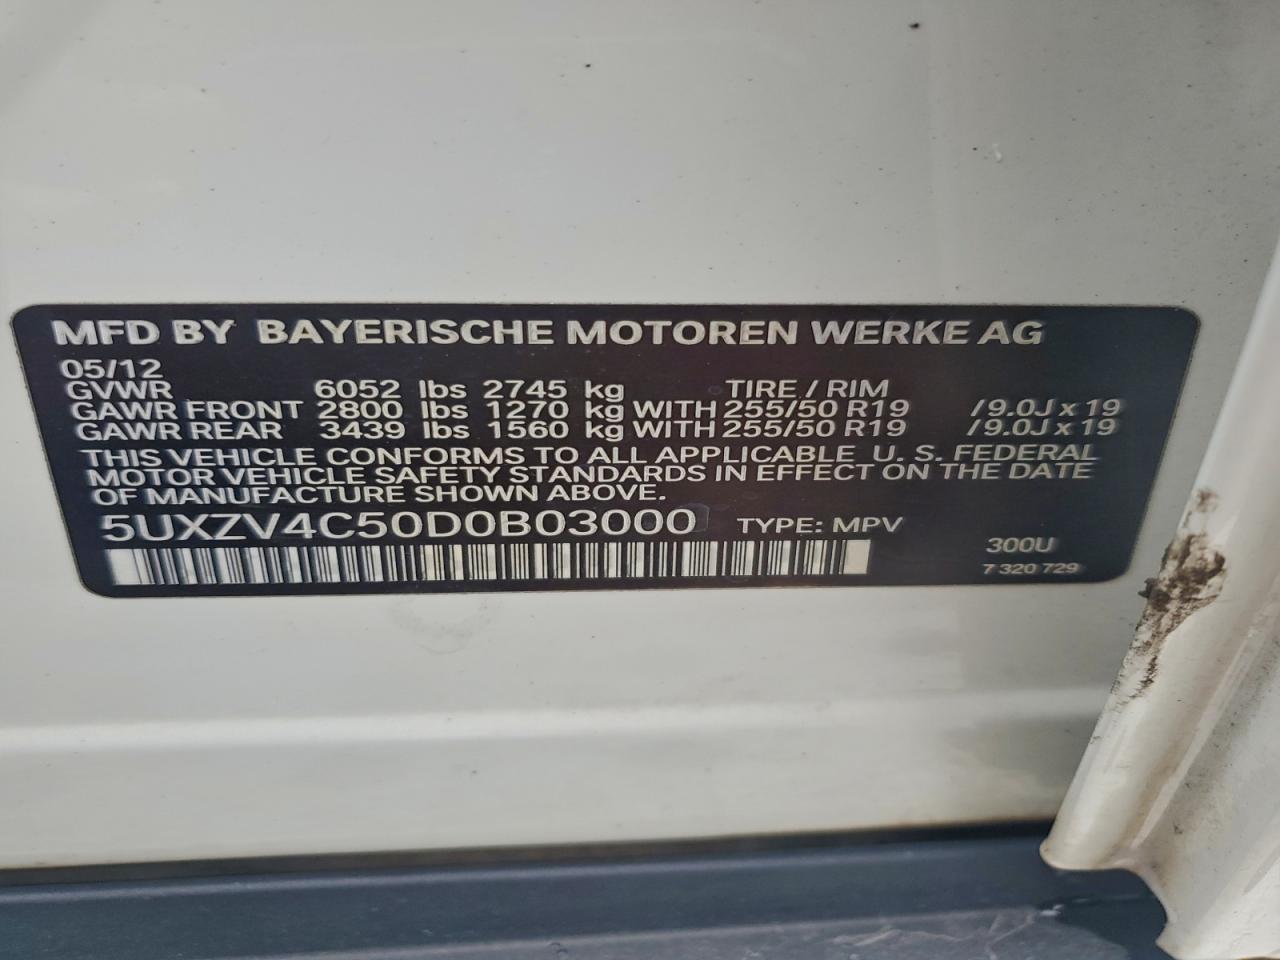 MFD BY BAYERISCHE MOTOREN WERKE AG
05/12
GVWR 6052 lbs 2745 kg TIRE / RIM
GAWR FRONT 2800 lbs 1270 kg WITH 255/50 R19 / 9.0J x 19
GAWR REAR 3439 lbs 1560 kg WITH 255/50 R19 / 9.0J x 19
THIS VEHICLE CONFORMS TO ALL APPLICABLE U. S. FEDERAL
MOTOR VEHICLE SAFETY STANDARDS IN EFFECT ON THE DATE
OF MANUFACTURE SHOWN ABOVE.
5UXZV4C50D0B03000 TYPE: MPV
300U
7 320 729